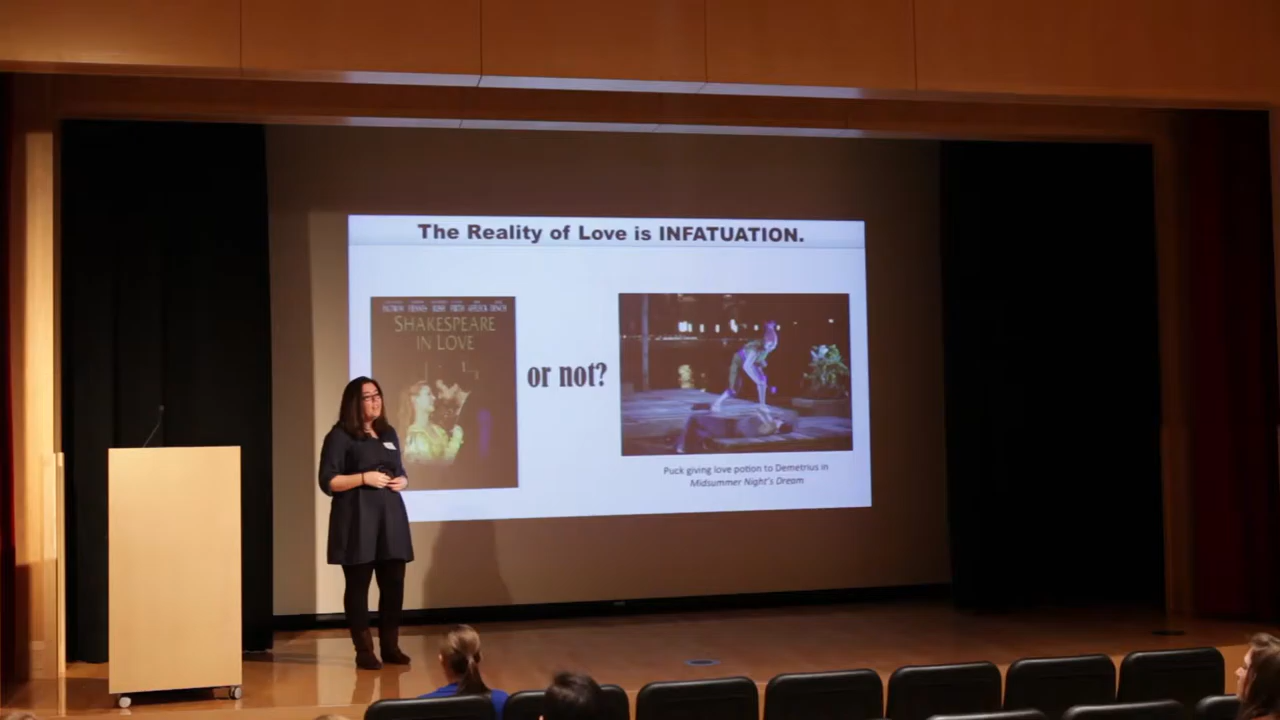 The Reality of Love is INFATUATION.
SHAKESPEARE
IN LOVE
or not?
Puck giving love potion to Demetrius in
Midsummer Night's Dream